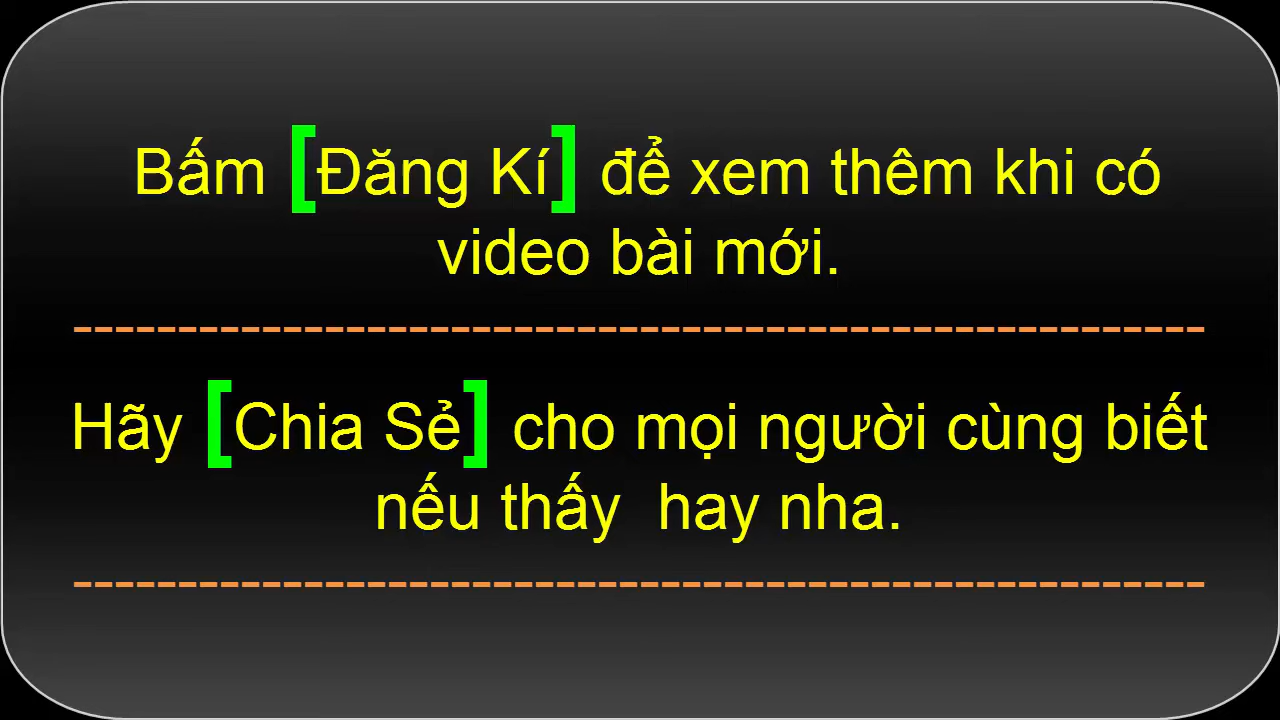 Bấm [Đăng Kí] để xem thêm khi có
video bài mới.
------------------------------------------------------
Hãy [Chia Sẻ] cho mọi người cùng biết
nếu thấy  hay nha.
------------------------------------------------------